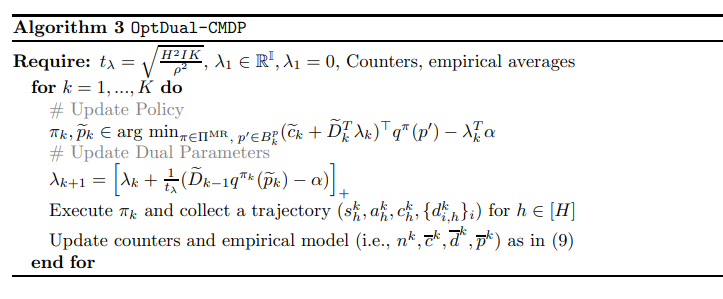 Algorithm 3 OptDual-CMDP
Require: $t_\lambda = \sqrt{\frac{H^2 I K}{\rho^2}}$, $\lambda_1 \in \mathbb{R}^{\mathbb{I}}, \lambda_1 = 0$, Counters, empirical averages
for $k = 1, ..., K$ do
# Update Policy
$\pi_k, \widetilde{p}_k \in \arg\min_{\pi \in \Pi^{\mathrm{MR}},\, p' \in B_k^p} (\widetilde{c}_k + \widetilde{D}_k^T \lambda_k)^\top q^\pi(p') - \lambda_k^T \alpha$
# Update Dual Parameters
$\lambda_{k+1} = \left[\lambda_k + \frac{1}{t_\lambda}(\widetilde{D}_{k-1} q^{\pi_k}(\widetilde{p}_k) - \alpha)\right]_+$
Execute $\pi_k$ and collect a trajectory $(s_h^k, a_h^k, c_h^k, \{d_{i,h}^k\}_i)$ for $h \in [H]$
Update counters and empirical model (i.e., $n^k, \overline{c}^k, \overline{d}^k, \overline{p}^k$) as in (9)
end for